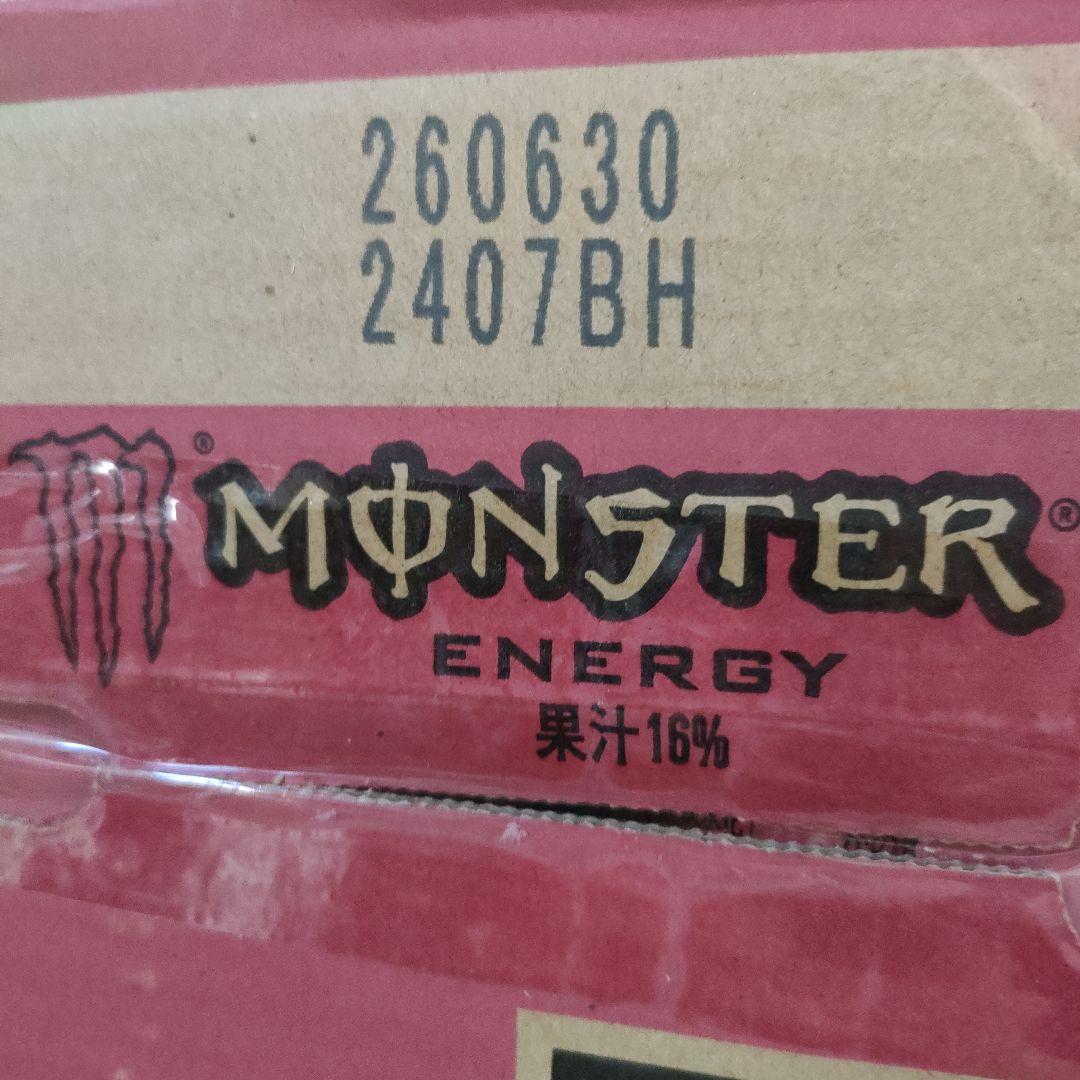 260630
2407BH
® MONSTER ®
ENERGY
果汁16%